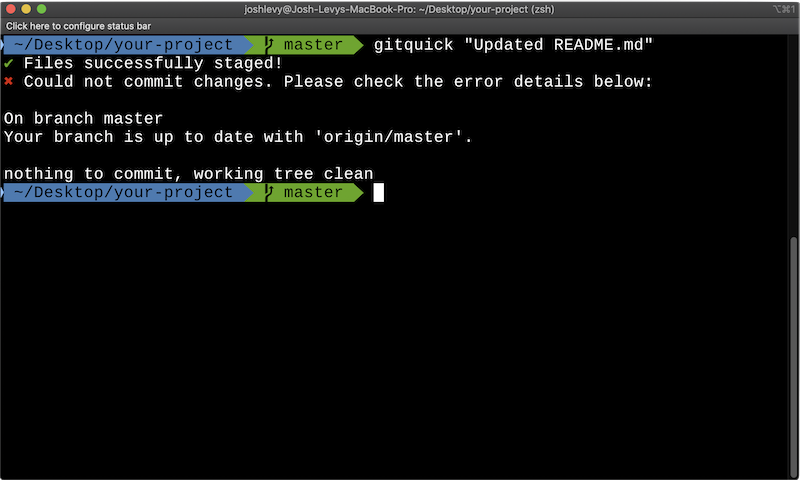 joshlevy@Josh-Levys-MacBook-Pro: ~/Desktop/your-project (zsh)
⌥⌘1
Click here to configure status bar
~/Desktop/your-project master gitquick "Updated README.md"
✔ Files successfully staged!
✖ Could not commit changes. Please check the error details below:
On branch master
Your branch is up to date with 'origin/master'.
nothing to commit, working tree clean
~/Desktop/your-project master